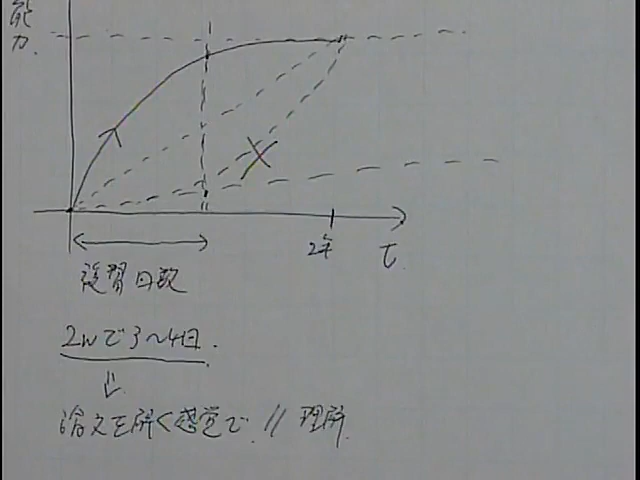 能力.
2年
t
復習日数
2wで3〜4日.
⇓
論文を解く感覚で. // 理解.